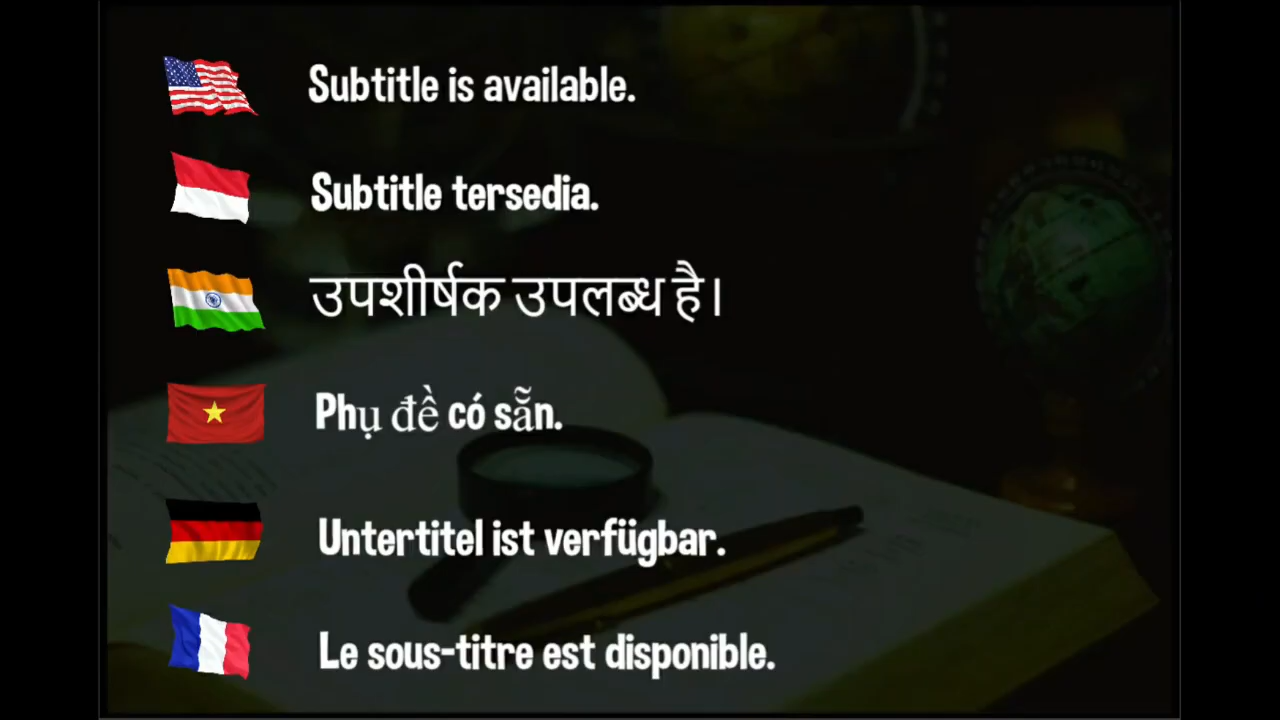 Subtitle is available.
Subtitle tersedia.
उपशीर्षक उपलब्ध है।
Phụ đề có sẵn.
Untertitel ist verfügbar.
Le sous-titre est disponible.